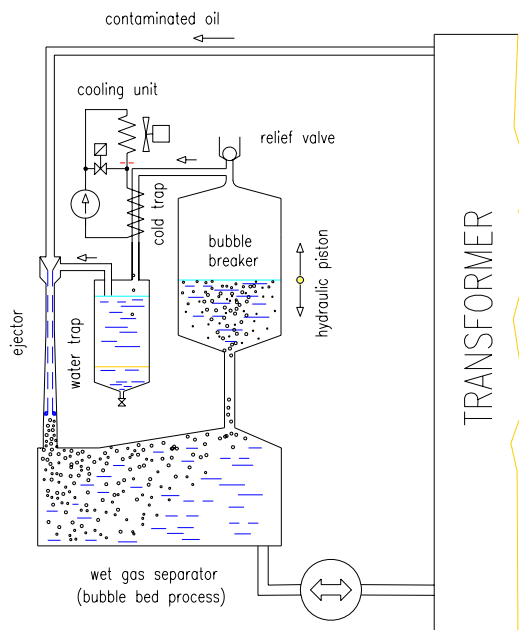 contaminated oil
cooling unit
relief valve
cold trap
bubble
breaker
hydraulic piston
TRANSFORMER
ejector
water trap
wet gas separator
(bubble bed process)